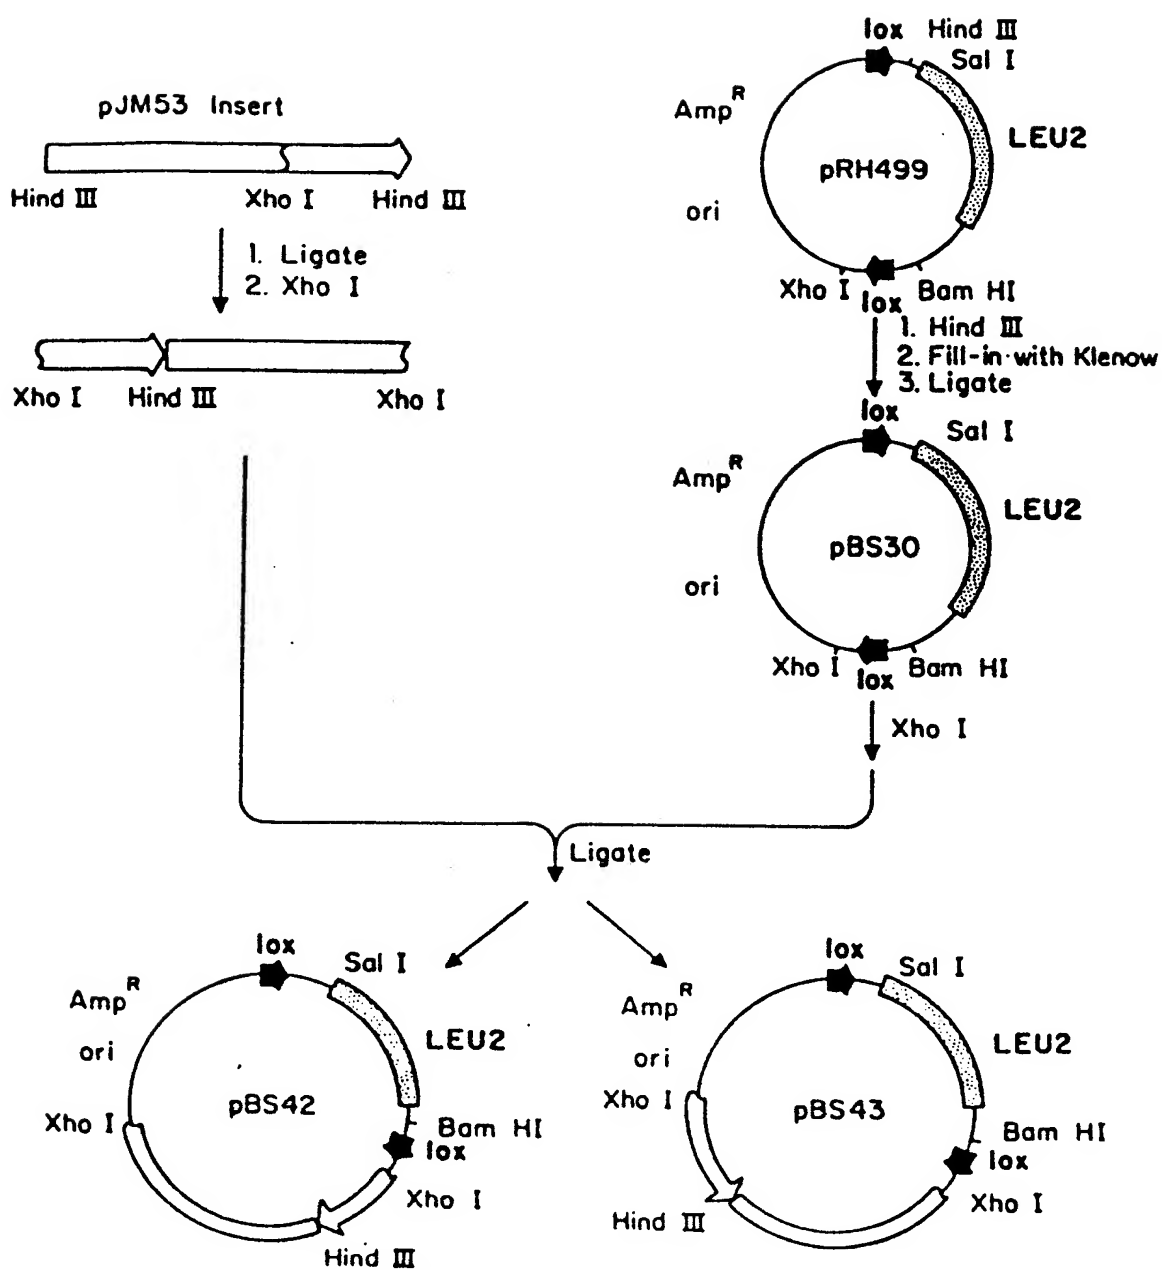 pJM53 Insert
Hind III
Xho I
Hind III
1. Ligate
2. Xho I
Xho I
Hind III
Xho I
lox
Hind III
Sal I
Amp R
LEU2
pRH499
ori
Xho I
lox
Bam HI
1. Hind III
2. Fill-in with Klenow
3. Ligate
lox
Sal I
Amp R
LEU2
pBS30
ori
Xho I
lox
Bam HI
Xho I
Ligate
lox
Sal I
Amp R
ori
LEU2
pBS42
Xho I
Bam HI
lox
Xho I
Hind III
lox
Sal I
Amp R
ori
LEU2
Xho I
pBS43
Bam HI
lox
Xho I
Hind III